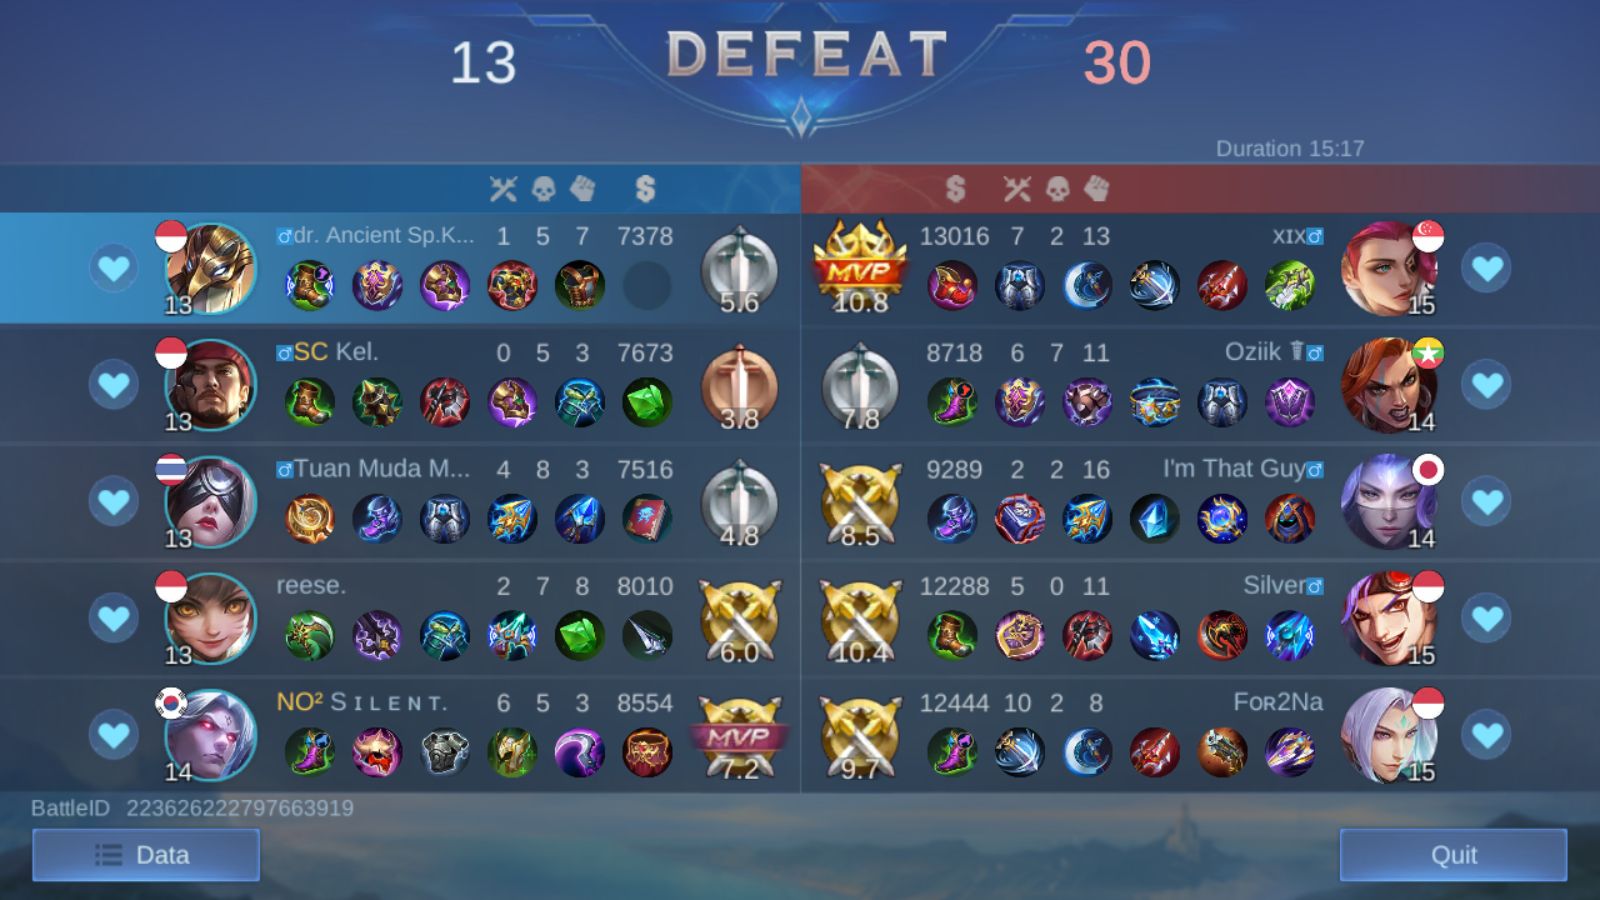 13 DEFEAT 30
Duration 15:17
♂dr. Ancient Sp.K... 1 5 7 7378
13 5.6
MVP 13016 7 2 13 XIX♂
10.8 15
♂SC Kel. 0 5 3 7673
13 3.8
8718 6 7 11 Oziik ♂
7.8 14
♂Tuan Muda M... 4 8 3 7516
13 4.8
9289 2 2 16 I'm That Guy♂
8.5 14
reese. 2 7 8 8010
13 6.0
12288 5 0 11 Silver♂
10.4 15
NO² Sɪʟᴇɴᴛ. 6 5 3 8554
14 MVP 7.2
12444 10 2 8 Fᴏʀ2Na
9.7 15
BattleID 223626222797663919
Data Quit